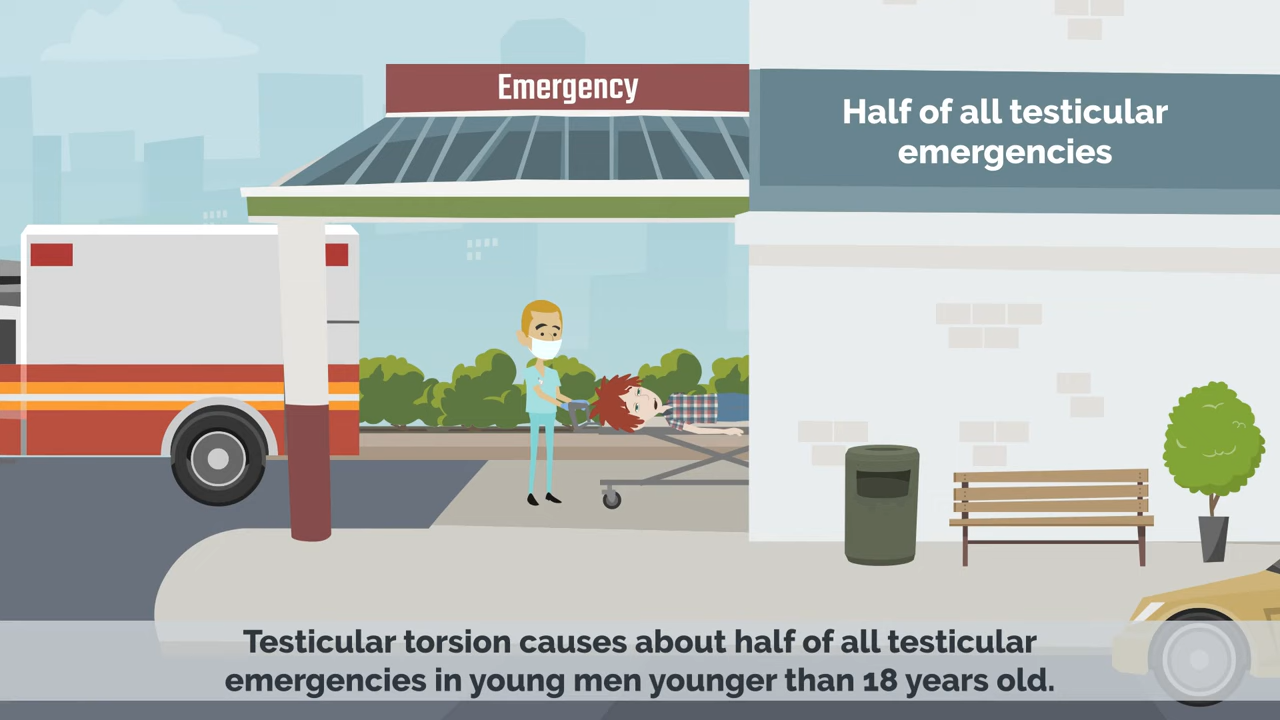 Emergency
Half of all testicular
emergencies
Testicular torsion causes about half of all testicular
emergencies in young men younger than 18 years old.